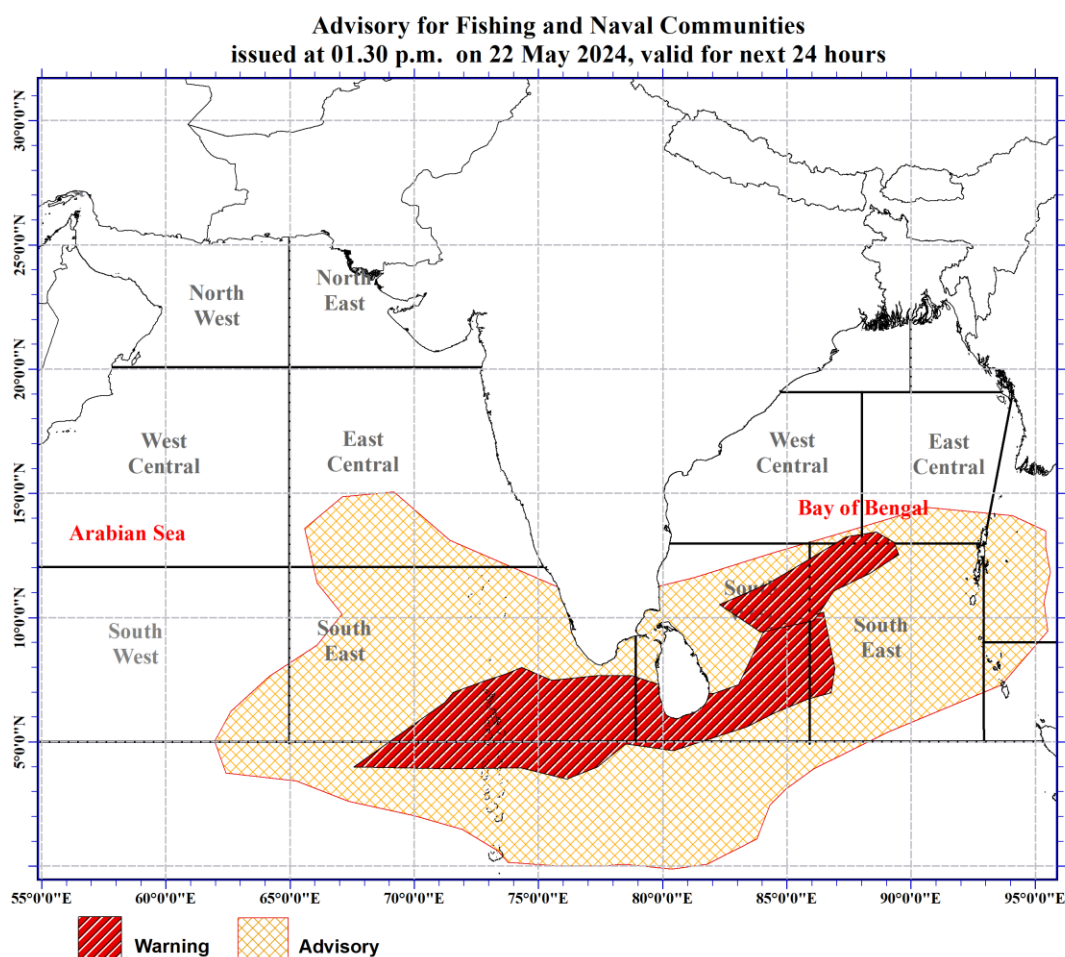 Advisory for Fishing and Naval Communities
issued at 01.30 p.m. on 22 May 2024, valid for next 24 hours
30°0'0"N
25°0'0"N
20°0'0"N
15°0'0"N
10°0'0"N
5°0'0"N
North
West
North
East
West
Central
East
Central
West
Central
East
Central
Arabian Sea
Bay of Bengal
South
West
South
East
South
East
55°0'0"E
60°0'0"E
65°0'0"E
70°0'0"E
75°0'0"E
80°0'0"E
85°0'0"E
90°0'0"E
95°0'0"E
Warning
Advisory